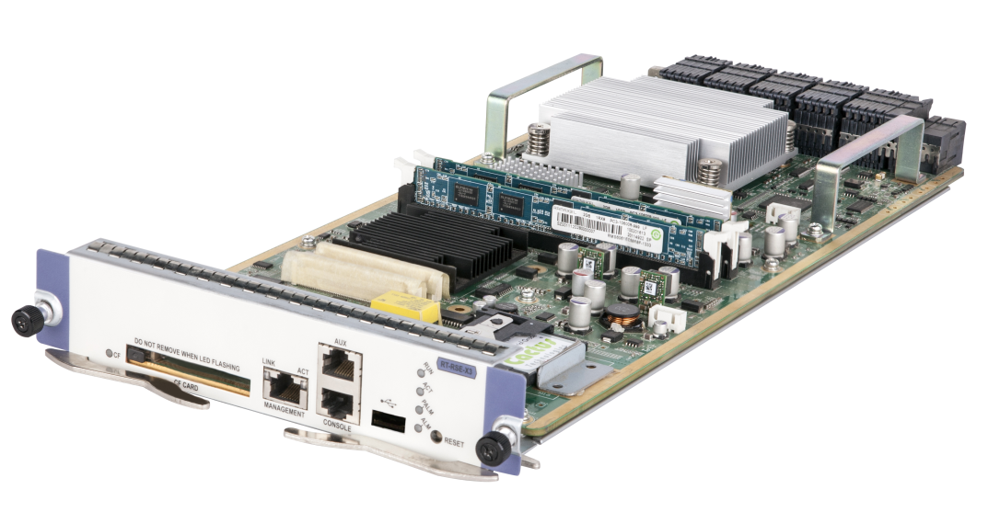 CF
DO NOT REMOVE WHEN LED FLASHING
CF CARD
LINK
ACT
MANAGEMENT
AUX
CONSOLE
RUN
ACT
PALM
ALM
RT-RSE-X3
RESET
Cactus